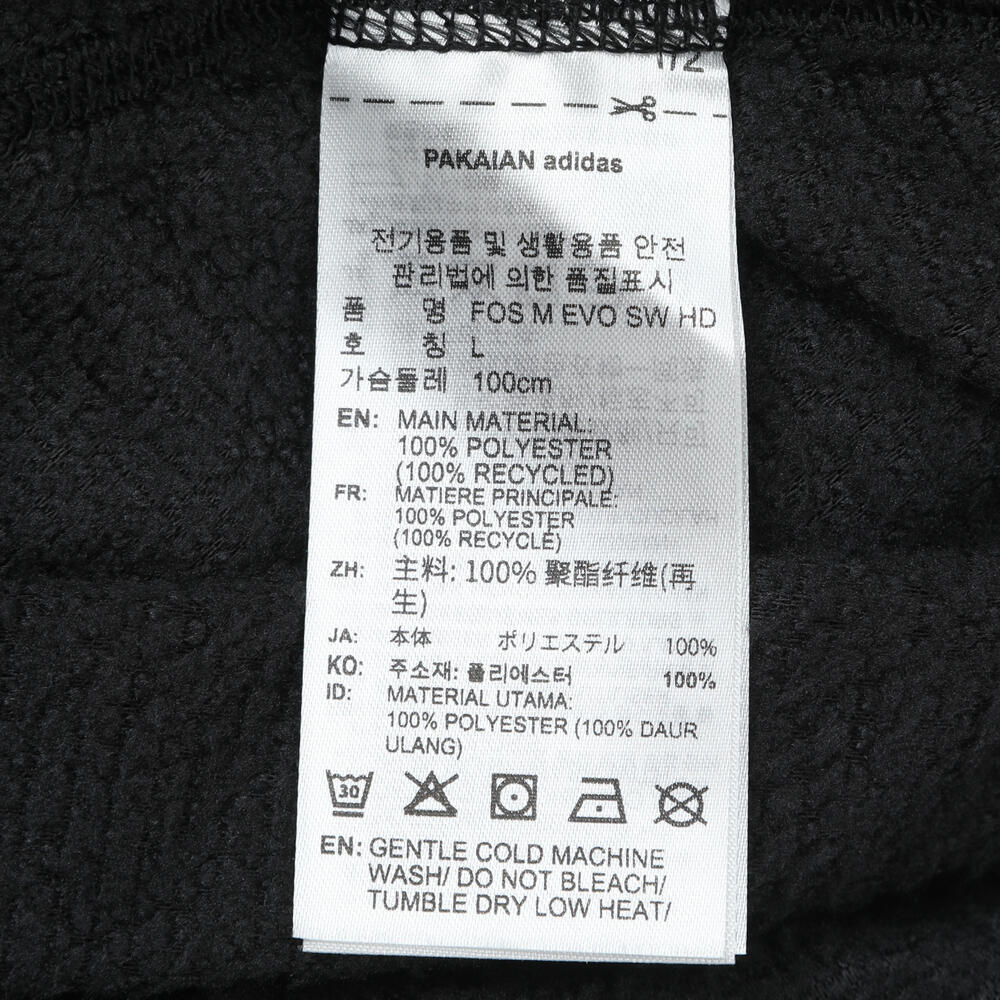 PAKAIAN adidas
전기용품 및 생활용품 안전
관리법에 의한 품질표시
품 명 FOS M EVO SW HD
호 칭 L
가슴둘레 100cm
EN: MAIN MATERIAL:
100% POLYESTER
(100% RECYCLED)
FR: MATIERE PRINCIPALE:
100% POLYESTER
(100% RECYCLÉ)
ZH: 主料: 100% 聚酯纤维(再
生)
JA: 本体 ポリエステル 100%
KO: 주소재: 폴리에스터 100%
ID: MATERIAL UTAMA:
100% POLYESTER (100% DAUR
ULANG)
30
EN: GENTLE COLD MACHINE
WASH/ DO NOT BLEACH/
TUMBLE DRY LOW HEAT/